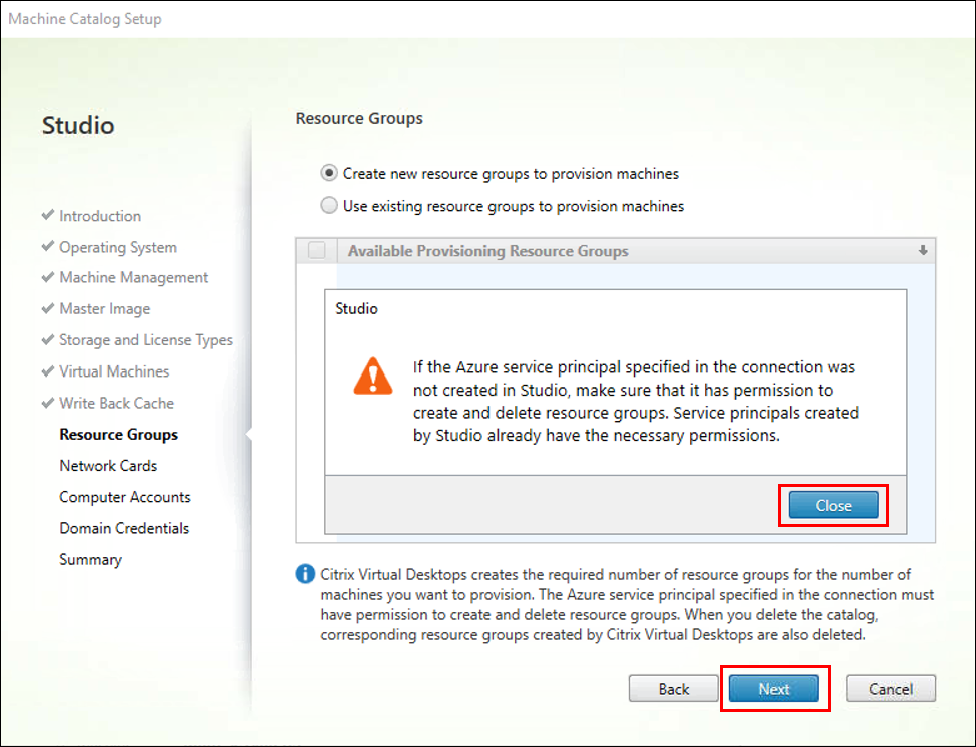 Machine Catalog Setup
Studio
Introduction
Operating System
Machine Management
Master Image
Storage and License Types
Virtual Machines
Write Back Cache
Resource Groups
Network Cards
Computer Accounts
Domain Credentials
Summary
Resource Groups
Create new resource groups to provision machines
Use existing resource groups to provision machines
Available Provisioning Resource Groups
Studio
If the Azure service principal specified in the connection was
not created in Studio, make sure that it has permission to
create and delete resource groups. Service principals created
by Studio already have the necessary permissions.
Close
Citrix Virtual Desktops creates the required number of resource groups for the number of
machines you want to provision. The Azure service principal specified in the connection must
have permission to create and delete resource groups. When you delete the catalog,
corresponding resource groups created by Citrix Virtual Desktops are also deleted.
Back
Next
Cancel